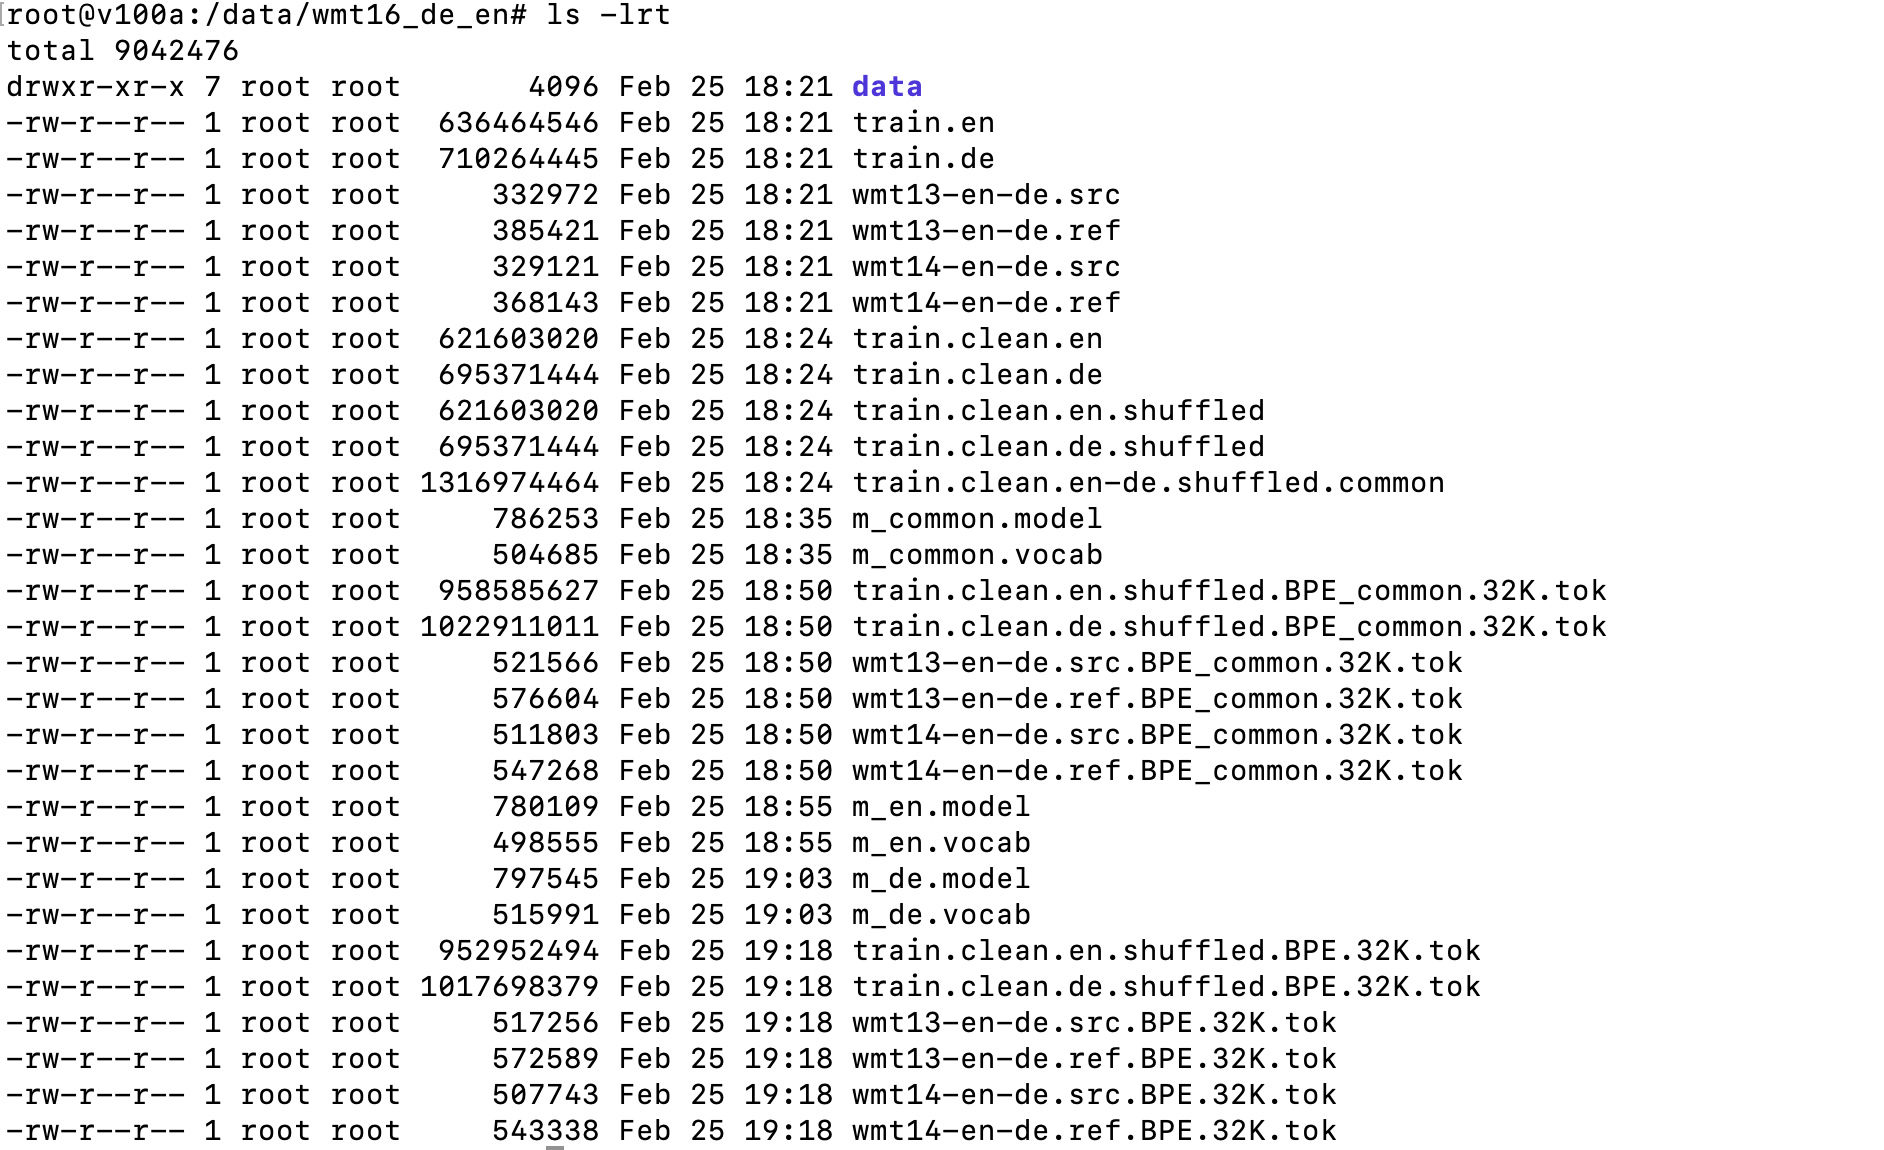 root@v100a:/data/wmt16_de_en# ls -lrt
total 9042476
drwxr-xr-x 7 root root       4096 Feb 25 18:21 data
-rw-r--r-- 1 root root  636464546 Feb 25 18:21 train.en
-rw-r--r-- 1 root root  710264445 Feb 25 18:21 train.de
-rw-r--r-- 1 root root     332972 Feb 25 18:21 wmt13-en-de.src
-rw-r--r-- 1 root root     385421 Feb 25 18:21 wmt13-en-de.ref
-rw-r--r-- 1 root root     329121 Feb 25 18:21 wmt14-en-de.src
-rw-r--r-- 1 root root     368143 Feb 25 18:21 wmt14-en-de.ref
-rw-r--r-- 1 root root  621603020 Feb 25 18:24 train.clean.en
-rw-r--r-- 1 root root  695371444 Feb 25 18:24 train.clean.de
-rw-r--r-- 1 root root  621603020 Feb 25 18:24 train.clean.en.shuffled
-rw-r--r-- 1 root root  695371444 Feb 25 18:24 train.clean.de.shuffled
-rw-r--r-- 1 root root 1316974464 Feb 25 18:24 train.clean.en-de.shuffled.common
-rw-r--r-- 1 root root     786253 Feb 25 18:35 m_common.model
-rw-r--r-- 1 root root     504685 Feb 25 18:35 m_common.vocab
-rw-r--r-- 1 root root  958585627 Feb 25 18:50 train.clean.en.shuffled.BPE_common.32K.tok
-rw-r--r-- 1 root root 1022911011 Feb 25 18:50 train.clean.de.shuffled.BPE_common.32K.tok
-rw-r--r-- 1 root root     521566 Feb 25 18:50 wmt13-en-de.src.BPE_common.32K.tok
-rw-r--r-- 1 root root     576604 Feb 25 18:50 wmt13-en-de.ref.BPE_common.32K.tok
-rw-r--r-- 1 root root     511803 Feb 25 18:50 wmt14-en-de.src.BPE_common.32K.tok
-rw-r--r-- 1 root root     547268 Feb 25 18:50 wmt14-en-de.ref.BPE_common.32K.tok
-rw-r--r-- 1 root root     780109 Feb 25 18:55 m_en.model
-rw-r--r-- 1 root root     498555 Feb 25 18:55 m_en.vocab
-rw-r--r-- 1 root root     797545 Feb 25 19:03 m_de.model
-rw-r--r-- 1 root root     515991 Feb 25 19:03 m_de.vocab
-rw-r--r-- 1 root root  952952494 Feb 25 19:18 train.clean.en.shuffled.BPE.32K.tok
-rw-r--r-- 1 root root 1017698379 Feb 25 19:18 train.clean.de.shuffled.BPE.32K.tok
-rw-r--r-- 1 root root     517256 Feb 25 19:18 wmt13-en-de.src.BPE.32K.tok
-rw-r--r-- 1 root root     572589 Feb 25 19:18 wmt13-en-de.ref.BPE.32K.tok
-rw-r--r-- 1 root root     507743 Feb 25 19:18 wmt14-en-de.src.BPE.32K.tok
-rw-r--r-- 1 root root     543338 Feb 25 19:18 wmt14-en-de.ref.BPE.32K.tok